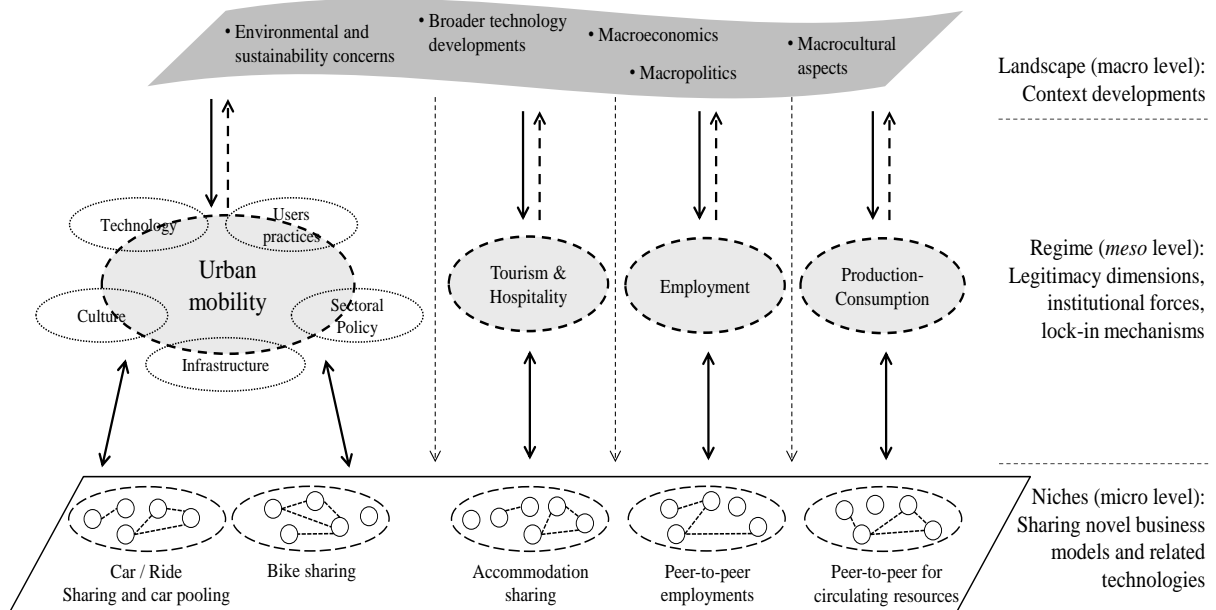 • Environmental and
sustainability concerns
• Broader technology
developments
• Macroeconomics
• Macropolitics
• Macrocultural
aspects
Landscape (macro level):
Context developments
Technology
Users
practices
Urban
mobility
Culture
Sectoral
Policy
Infrastructure
Tourism &
Hospitality
Employment
Production-
Consumption
Regime (meso level):
Legitimacy dimensions,
institutional forces,
lock-in mechanisms
Car / Ride
Sharing and car pooling
Bike sharing
Accommodation
sharing
Peer-to-peer
employments
Peer-to-peer for
circulating resources
Niches (micro level):
Sharing novel business
models and related
technologies